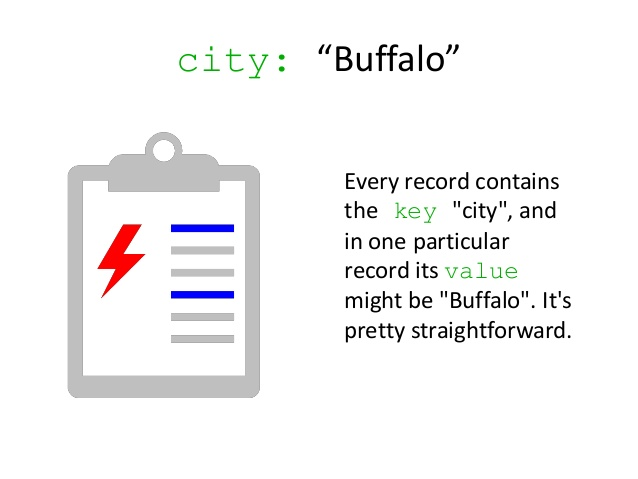 city: “Buffalo”
Every record contains
the key "city", and
in one particular
record its value
might be "Buffalo". It's
pretty straightforward.